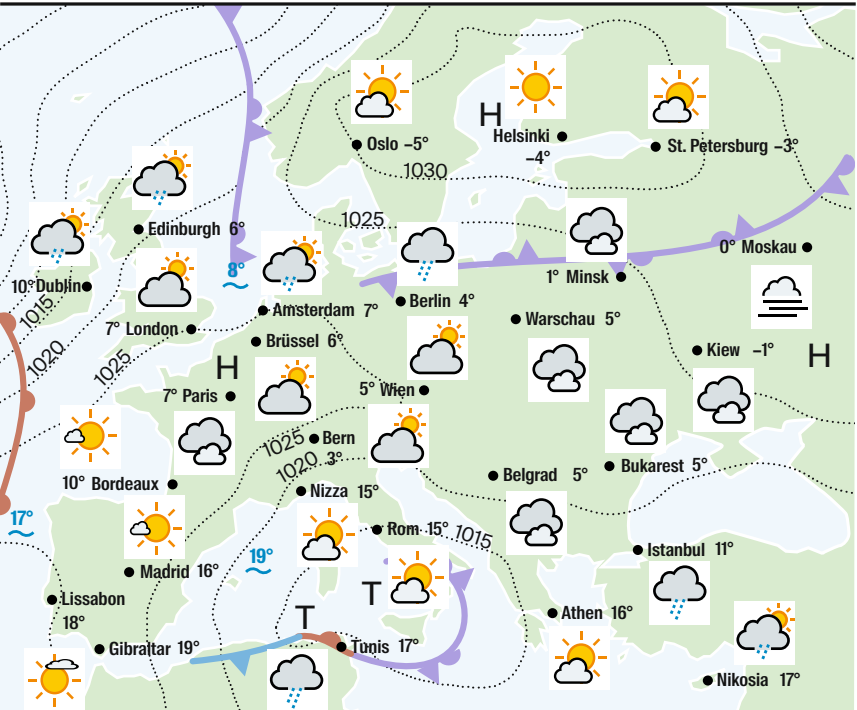 H
Oslo –5°
Helsinki
–4°
St. Petersburg –3°
1030
1025
Edinburgh 6°
0° Moskau
8°
1° Minsk
10° Dublin
1015
Amsterdam 7°
Berlin 4°
7° London
Warschau 5°
Brüssel 6°
1020
1025
Kiew –1°
H
H
7° Paris
5° Wien
1025
Bern
3°
1020
10° Bordeaux
Belgrad 5°
Bukarest 5°
Nizza 15°
17°
Rom 15°
1015
19°
Istanbul 11°
Madrid 16°
Lissabon
18°
T
T
Athen 16°
Gibraltar 19°
Tunis 17°
Nikosia 17°